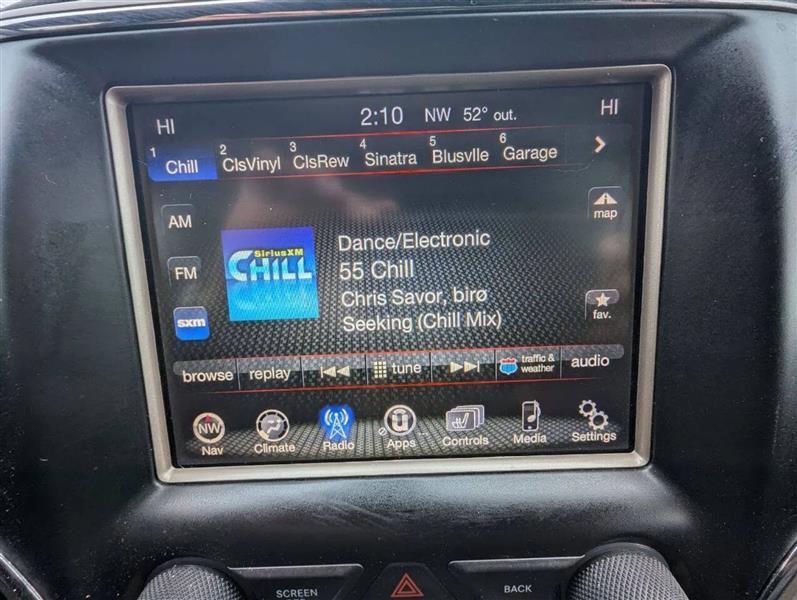 HI 2:10 NW 52° out. HI
1 Chill 2 ClsVinyl 3 ClsRew 4 Sinatra 5 Blusvlle 6 Garage
AM
map
SiriusXM
CHILL
Dance/Electronic
55 Chill
Chris Savor, birø
Seeking (Chill Mix)
FM
sxm
fav.
browse replay tune traffic & weather audio
NW
Nav Climate Radio Apps Controls Media Settings
SCREEN
BACK